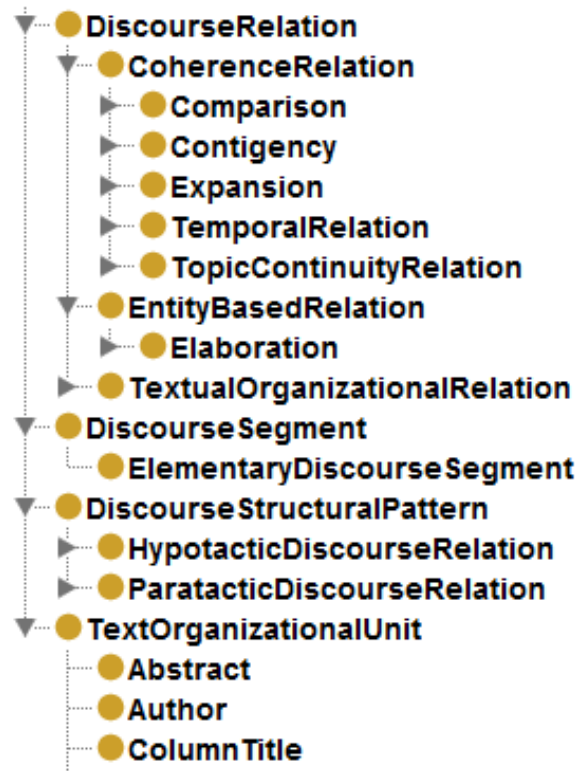 DiscourseRelation
CoherenceRelation
Comparison
Contigency
Expansion
TemporalRelation
TopicContinuityRelation
EntityBasedRelation
Elaboration
TextualOrganizationalRelation
DiscourseSegment
ElementaryDiscourseSegment
DiscourseStructuralPattern
HypotacticDiscourseRelation
ParatacticDiscourseRelation
TextOrganizationalUnit
Abstract
Author
ColumnTitle